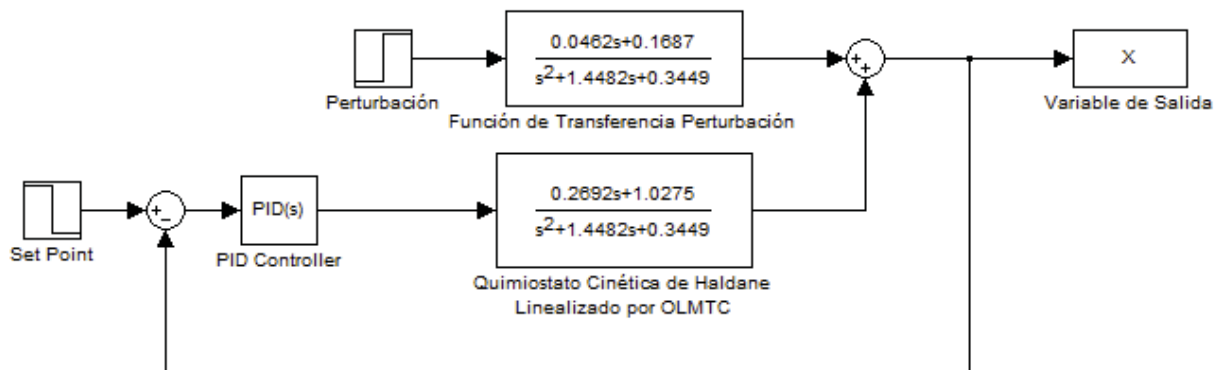 Perturbación
0.0462s+0.1687
s²+1.4482s+0.3449
Función de Transferencia Perturbación
+
+
X
Variable de Salida
Set Point
+
−
PID(s)
PID Controller
0.2692s+1.0275
s²+1.4482s+0.3449
Quimiostato Cinética de Haldane
Linealizado por OLMTC